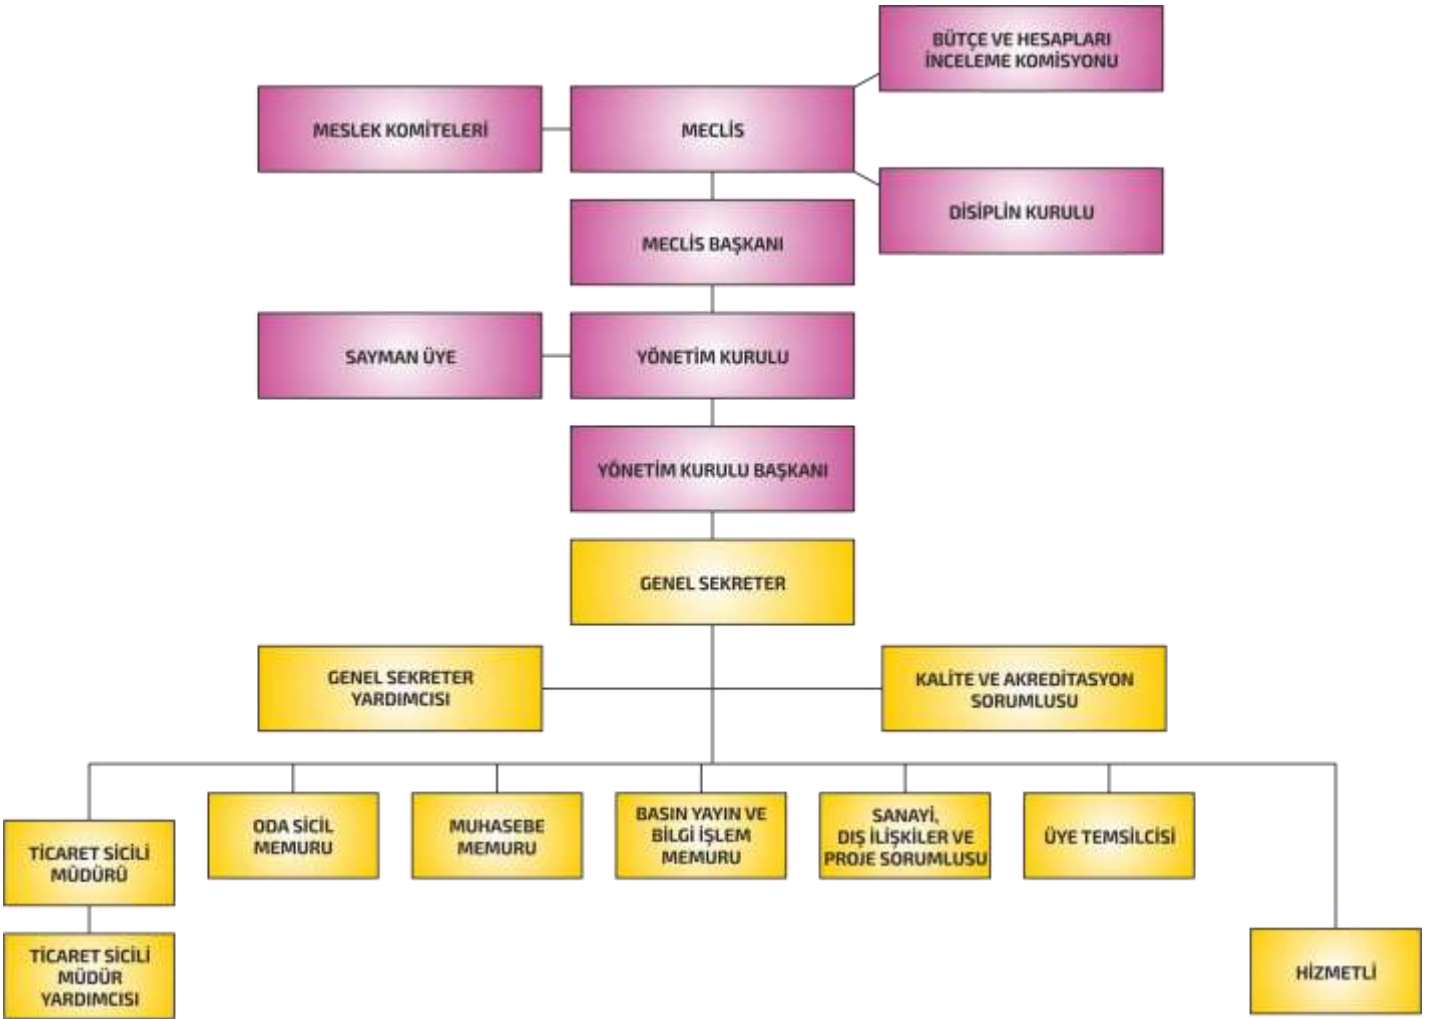 BÜTÇE VE HESAPLARI
İNCELEME KOMİSYONU
MESLEK KOMİTELERİ
MECLİS
DİSİPLİN KURULU
MECLİS BAŞKANI
SAYMAN ÜYE
YÖNETİM KURULU
YÖNETİM KURULU BAŞKANI
GENEL SEKRETER
GENEL SEKRETER
YARDIMCISI
KALİTE VE AKREDİTASYON
SORUMLUSU
TİCARET SİCİLİ
MÜDÜRÜ
ODA SİCİL
MEMURU
MUHASEBE
MEMURU
BASIN YAYIN VE
BİLGİ İŞLEM
MEMURU
SANAYİ,
DIŞ İLİŞKİLER VE
PROJE SORUMLUSU
ÜYE TEMSİLCİSİ
TİCARET SİCİLİ
MÜDÜR
YARDIMCISI
HİZMETLİ